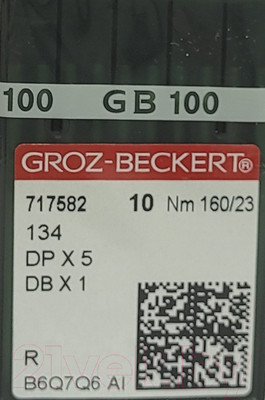 100 GB 100
GROZ-BECKERT®
717582 10 Nm 160/23
134
DP X 5
DB X 1
R
B6Q7Q6 AI